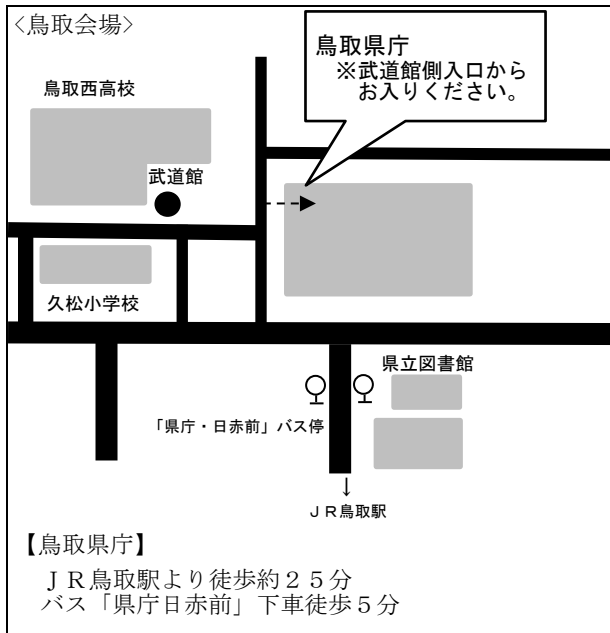 <鳥取会場>
鳥取県庁
※武道館側入口から
お入りください。
鳥取西高校
武道館
久松小学校
県立図書館
「県庁・日赤前」バス停
↓
ＪＲ鳥取駅
【鳥取県庁】
ＪＲ鳥取駅より徒歩約２５分
バス「県庁日赤前」下車徒歩５分